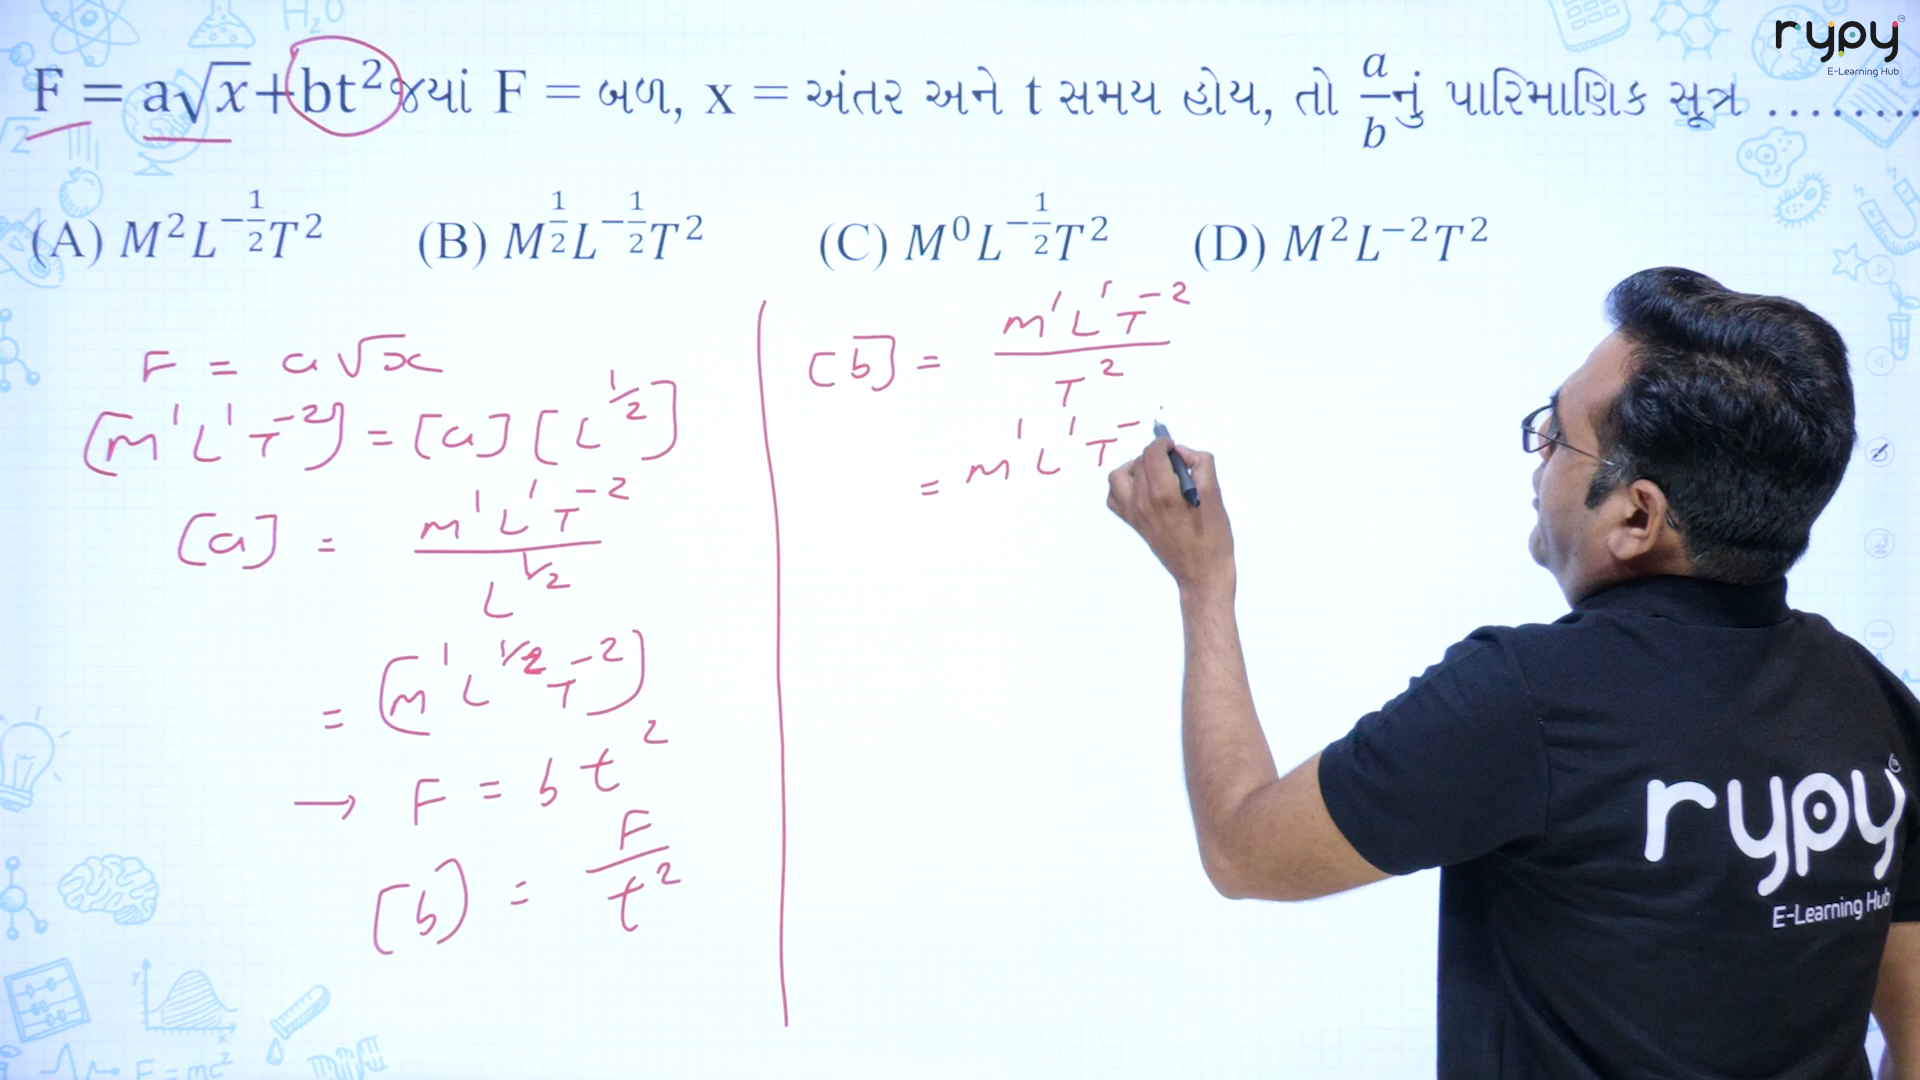 rypy
E-Learning Hub
F = a√x + bt² જ્યાં F = બળ, x = અંતર અને t સમય હોય, તો a/b નું પારિમાણિક સૂત્ર ........
(A) M²L^(-1/2)T² (B) M^(1/2)L^(-1/2)T² (C) M⁰L^(-1/2)T² (D) M²L⁻²T²
F = a√x
[M¹L¹T⁻²] = [a] [L^(1/2)]
[a] = M¹L¹T⁻² / L^(1/2)
= [M¹L^(1/2)T⁻²]
→ F = bt²
[b] = F / t²
[b] = M¹L¹T⁻² / T²
= M¹L¹T⁻
rypy
E-Learning Hub
H₂O
E=mc²